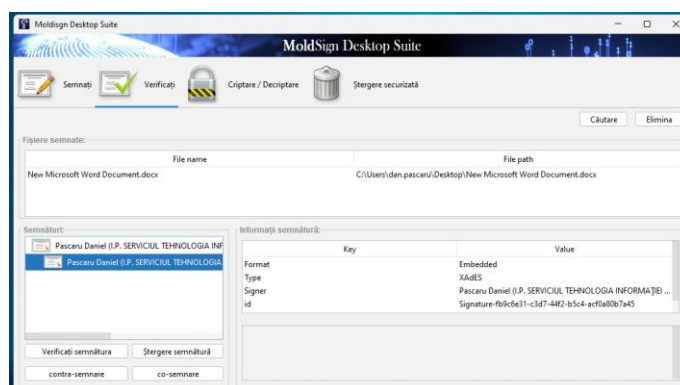 Moldisgn Desktop Suite
MoldSign Desktop Suite
Semnați Verificați Criptare / Decriptare Ștergere securizată
Căutare Elimina
Fișiere semnate:
File name File path
New Microsoft Word Document.docx C:\Users\dan.pascaru\Desktop\New Microsoft Word Document.docx
Semnături: Informații semnătură:
Pascaru Daniel (I.P. SERVICIUL TEHNOLOGIA INF
Key Value
Pascaru Daniel (I.P. SERVICIUL TEHNOLOGIA
Format Embedded
Type XAdES
Signer Pascaru Daniel (I.P. SERVICIUL TEHNOLOGIA INFORMAȚIEI ...
id Signature-fb9c6e31-c3d7-44f2-b5c4-acf0a80b7a45
Verificați semnătura Ștergere semnătură
contra-semnare co-semnare